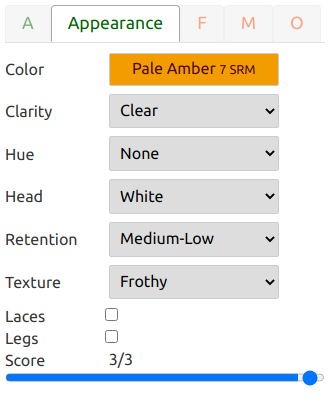 A Appearance F M O
Color Pale Amber 7 SRM
Clarity Clear
Hue None
Head White
Retention Medium-Low
Texture Frothy
Laces
Legs
Score 3/3